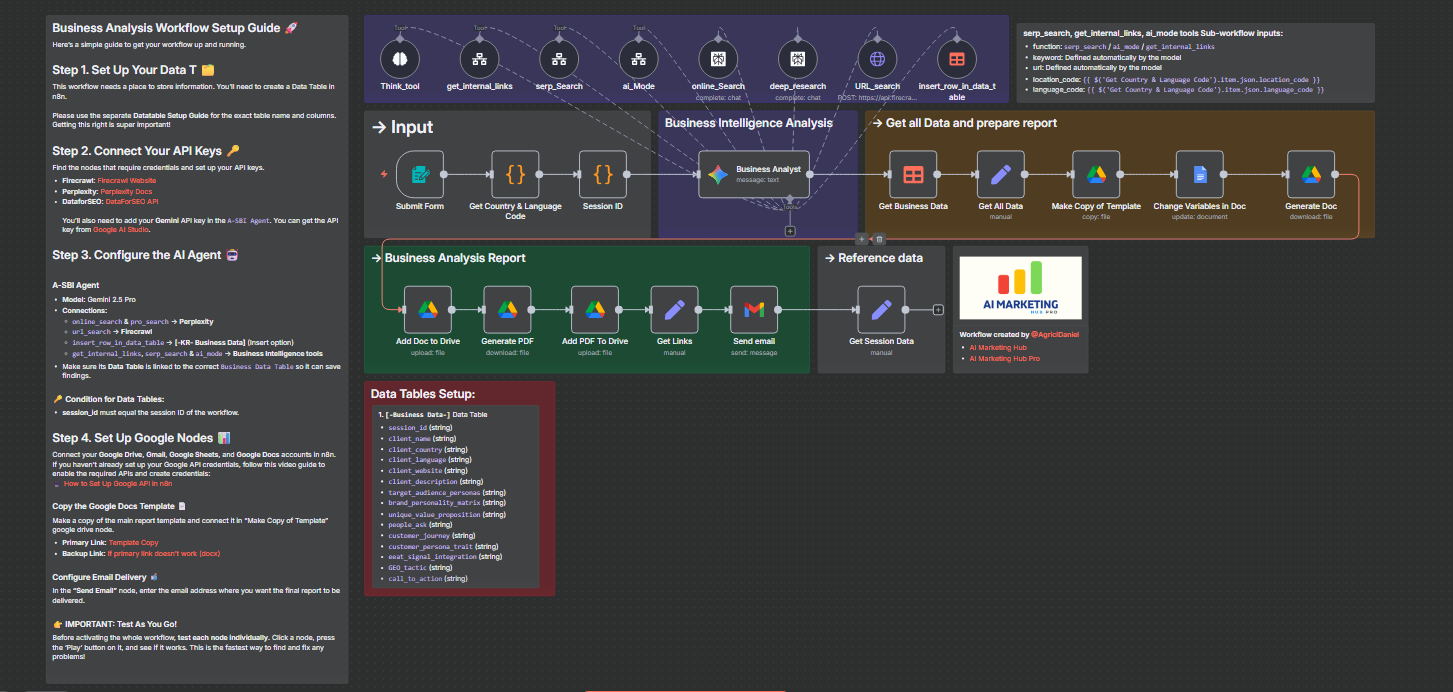 Business Analysis Workflow Setup Guide 🚀
Here's a simple guide to get your workflow up and running.
Step 1. Set Up Your Data T 🗂️
This workflow needs a place to store information. You'll need to create a Data Table in
n8n.
Please use the separate Datatable Setup Guide for the exact table name and columns.
Getting this right is super important!
Step 2. Connect Your API Keys 🔑
Find the nodes that require credentials and set up your API keys.
• Firecrawl: Firecrawl Website
• Perplexity: Perplexity Docs
• DataforSEO: DataForSEO API
You'll also need to add your Gemini API key in the A-SBI Agent. You can get the API
key from Google AI Studio.
Step 3. Configure the AI Agent 🤖
A-SBI Agent
• Model: Gemini 2.5 Pro
• Connections:
◦ online_search & pro_search → Perplexity
◦ url_search → Firecrawl
◦ insert_row_in_data_table → [-KR- Business Data] (Insert option)
◦ get_internal_links, serp_search & ai_mode → Business Intelligence tools
• Make sure its Data Table is linked to the correct Business Data Table so it can save
findings.
🔑 Condition for Data Tables:
• session_id must equal the session ID of the workflow.
Step 4. Set Up Google Nodes 📊
Connect your Google Drive, Gmail, Google Sheets, and Google Docs accounts in n8n.
If you haven't already set up your Google API credentials, follow this video guide to
enable the required APIs and create credentials:
How to Set Up Google API in n8n
Copy the Google Docs Template 📄
Make a copy of the main report template and connect it in "Make Copy of Template"
google drive node.
• Primary Link: Template Copy
• Backup Link: If primary link doesn't work (docx)
Configure Email Delivery 📬
In the "Send Email" node, enter the email address where you want the final report to be
delivered.
👉 IMPORTANT: Test As You Go!
Before activating the whole workflow, test each node individually. Click a node, press
the 'Play' button on it, and see if it works. This is the fastest way to find and fix any
problems!
Tool Tool Tool Tool
Think_tool
get_internal_links
serp_Search
ai_Mode
online_Search
complete: chat
deep_research
complete: chat
URL_search
POST: https://api.firecra...
insert_row_in_data_t
able
serp_search, get_internal_links, ai_mode tools Sub-workflow inputs:
• function: serp_search / ai_mode / get_internal_links
• keyword: Defined automatically by the model
• url: Defined automatically by the model
• location_code: {{ $('Get Country & Language Code').item.json.location_code }}
• language_code: {{ $('Get Country & Language Code').item.json.language_code }}
→ Input
Submit Form
Get Country & Language
Code
Session ID
Business Intelligence Analysis
Business Analyst
message: text
Tools
→ Get all Data and prepare report
Get Business Data
Get All Data
manual
Make Copy of Template
copy: file
Change Variables in Doc
update: document
Generate Doc
download: file
→ Business Analysis Report
Add Doc to Drive
upload: file
Generate PDF
download: file
Add PDF To Drive
upload: file
Get Links
manual
Send email
send: message
→ Reference data
Get Session Data
manual
AI MARKETING
HUB PRO
Workflow created by @AgriciDaniel
• AI Marketing Hub
• AI Marketing Hub Pro
Data Tables Setup:
1. [-Business Data-] Data Table
• session_id (string)
• client_name (string)
• client_country (string)
• client_language (string)
• client_website (string)
• client_description (string)
• target_audience_personas (string)
• brand_personality_matrix (string)
• unique_value_proposition (string)
• people_ask (string)
• customer_journey (string)
• customer_persona_trait (string)
• eeat_signal_integration (string)
• GEO_tactic (string)
• call_to_action (string)